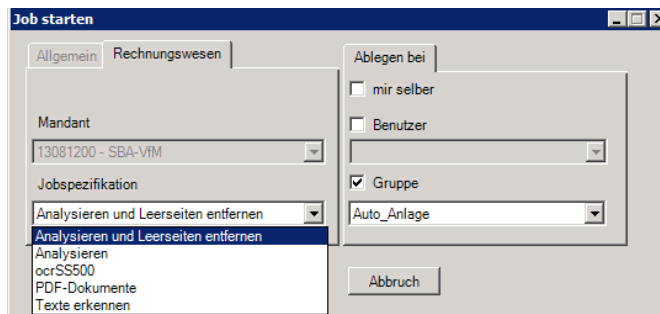 Job starten
Allgemein
Rechnungswesen
Mandant
13081200 - SBA-VfM
Jobspezifikation
Analysieren und Leerseiten entfernen
Analysieren und Leerseiten entfernen
Analysieren
ocrSS500
PDF-Dokumente
Texte erkennen
Ablegen bei
mir selber
Benutzer
Gruppe
Auto_Anlage
Abbruch